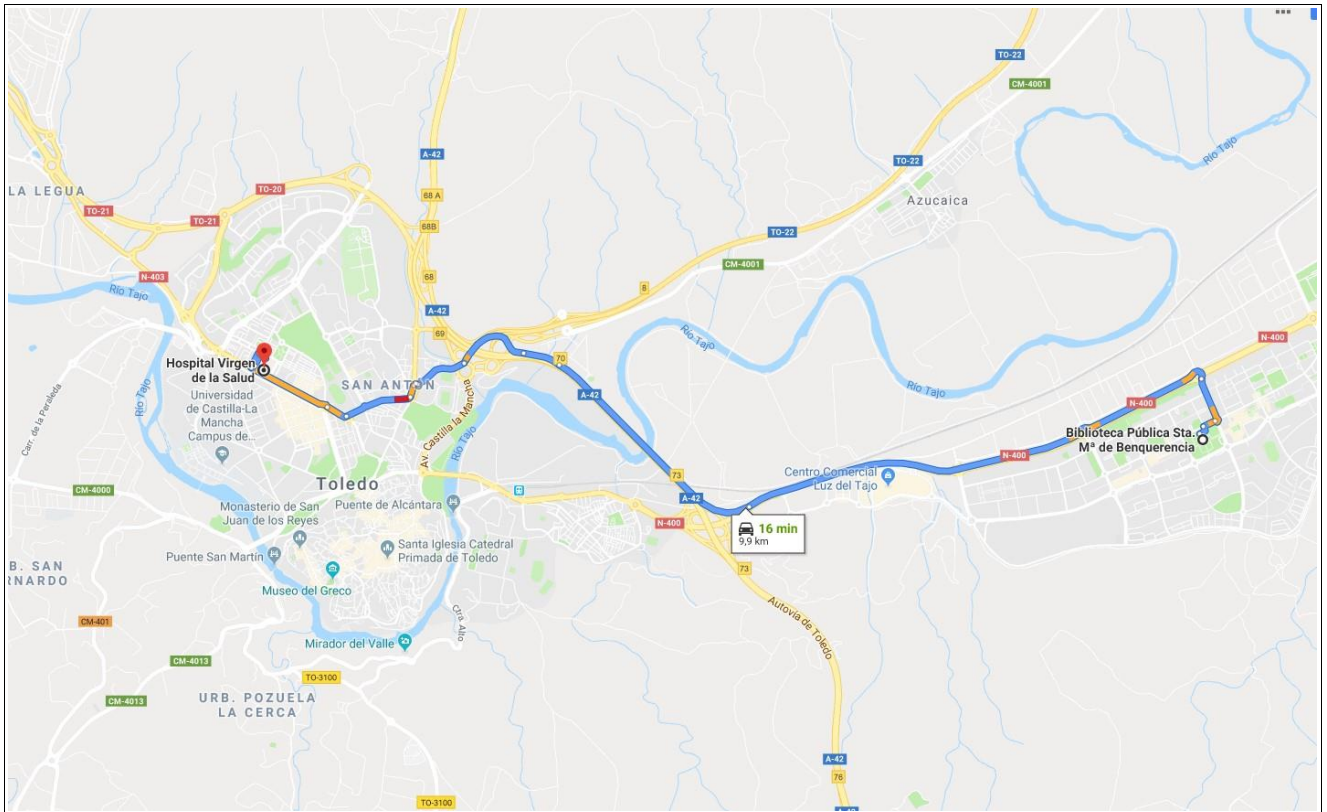 TO-22
CM-4001
Río Tajo
A-42
TO-22
LA LEGUA
TO-20
68 A
Azucaica
TO-21
TO-21
68B
TO-22
CM-4001
N-403
68
8
Río Tajo
A-42
69
Río Tajo
N-400
70
Hospital Virgen
de la Salud
SAN ANTÓN
Universidad
de Castilla-La
Mancha
Campus de...
Río Tajo
Carr. de la Peraleda
Av. Castilla la Mancha
Río Tajo
A-42
Río Tajo
N-400
Biblioteca Pública Sta.
Mª de Benquerencia
N-400
Centro Comercial
Luz del Tajo
73
A-42
Toledo
CM-4000
Monasterio de San
Juan de los Reyes
Puente de Alcántara
N-400
16 min
9,9 km
Puente San Martín
Santa Iglesia Catedral
Primada de Toledo
B. SAN
RNARDO
Museo del Greco
73
Autovía de Toledo
CM-401
Ctra. Alto
Mirador del Valle
CM-4013
TO-3100
CM-4013
URB. POZUELA
LA CERCA
A-42
76
TO-3100
A-42